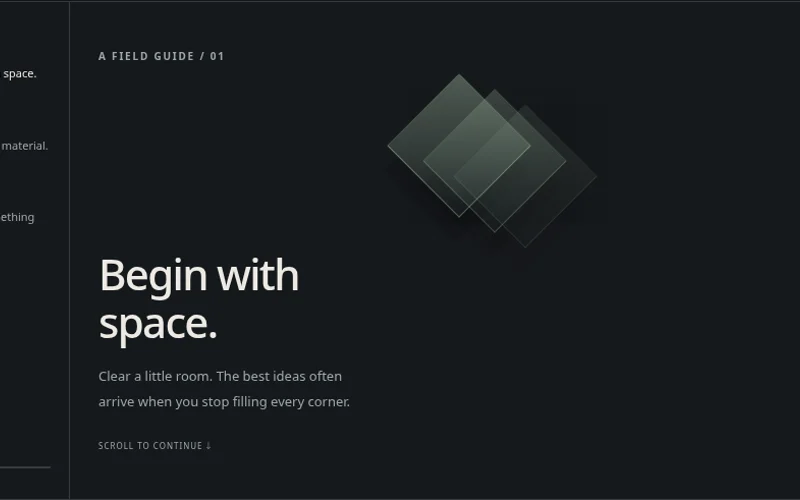 space.
material.
ething
A FIELD GUIDE / 01
Begin with
space.
Clear a little room. The best ideas often
arrive when you stop filling every corner.
SCROLL TO CONTINUE ↓